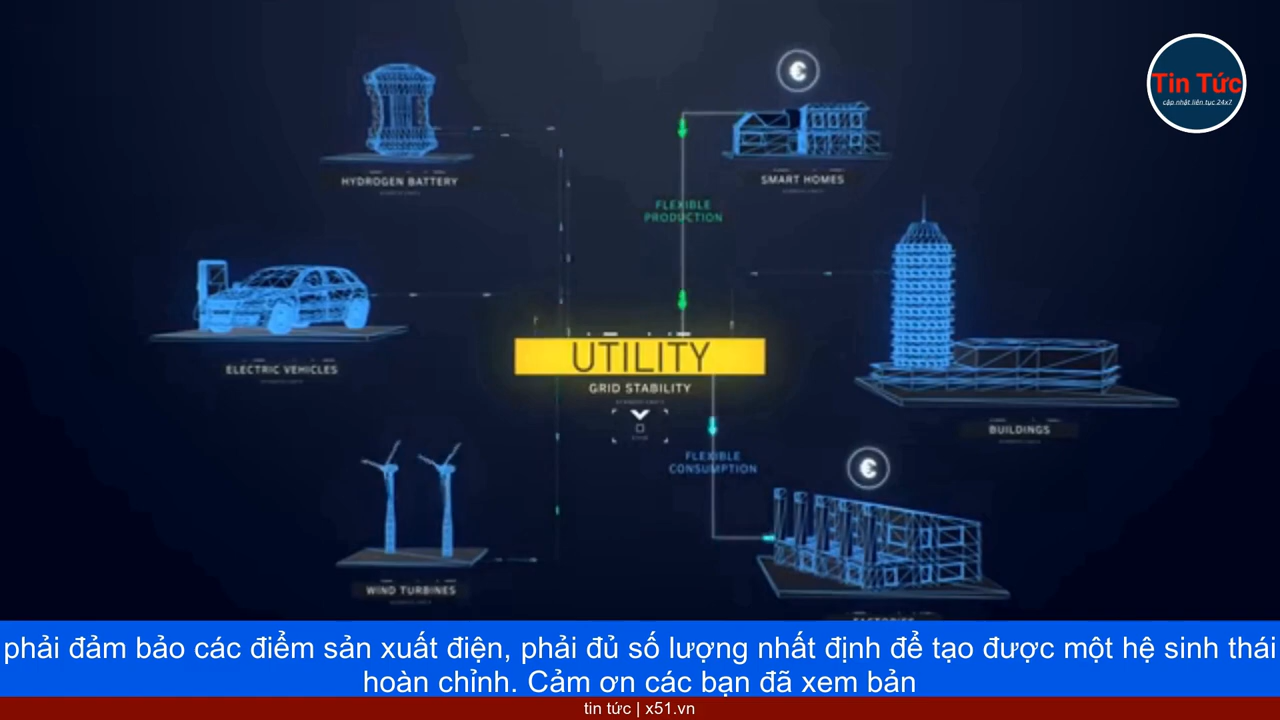 Tin Tức
cập nhật liên tục 24x7
HYDROGEN BATTERY
SMART HOMES
FLEXIBLE
PRODUCTION
ELECTRIC VEHICLES
UTILITY
GRID STABILITY
BUILDINGS
FLEXIBLE
CONSUMPTION
WIND TURBINES
phải đảm bảo các điểm sản xuất điện, phải đủ số lượng nhất định để tạo được một hệ sinh thái
hoàn chỉnh. Cảm ơn các bạn đã xem bản
tin tức | x51.vn